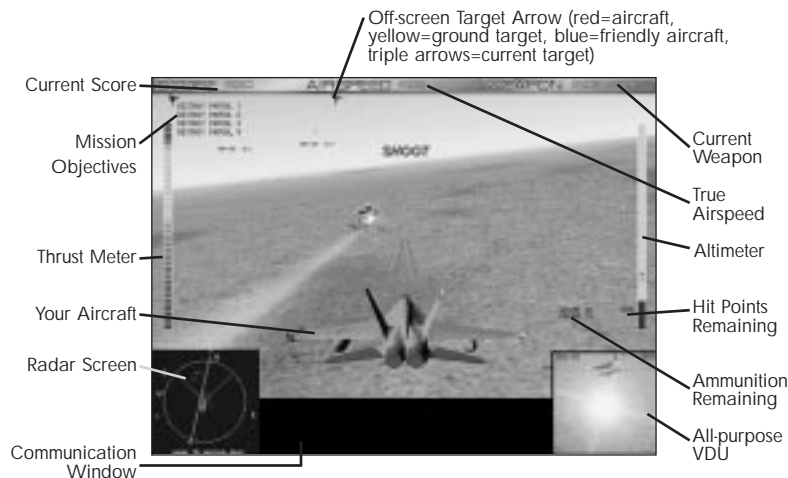 Off-screen Target Arrow (red=aircraft,
yellow=ground target, blue=friendly aircraft,
triple arrows=current target)
Current Score
AIRSPEED
WEAPON
Mission
Objectives
SHOOT
Current
Weapon
True
Airspeed
Thrust Meter
Altimeter
Your Aircraft
Hit Points
Remaining
Radar Screen
Ammunition
Remaining
Communication
Window
All-purpose
VDU